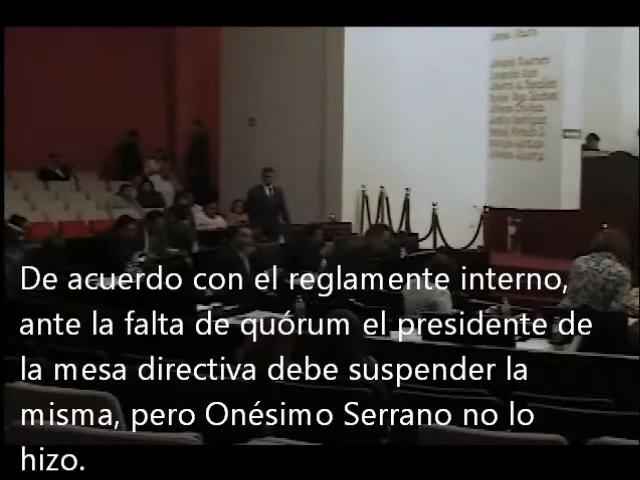 De acuerdo con el reglamente interno,
ante la falta de quórum el presidente de
la mesa directiva debe suspender la
misma, pero Onésimo Serrano no lo
hizo.